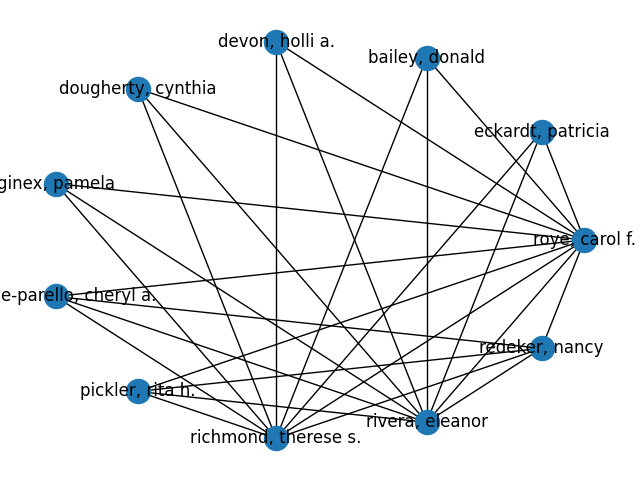 devon, holli a.
bailey, donald
dougherty, cynthia
eckardt, patricia
ginex, pamela
roye, carol f.
e-parello, cheryl a.
redeker, nancy
pickler, rita h.
rivera, eleanor
richmond, therese s.